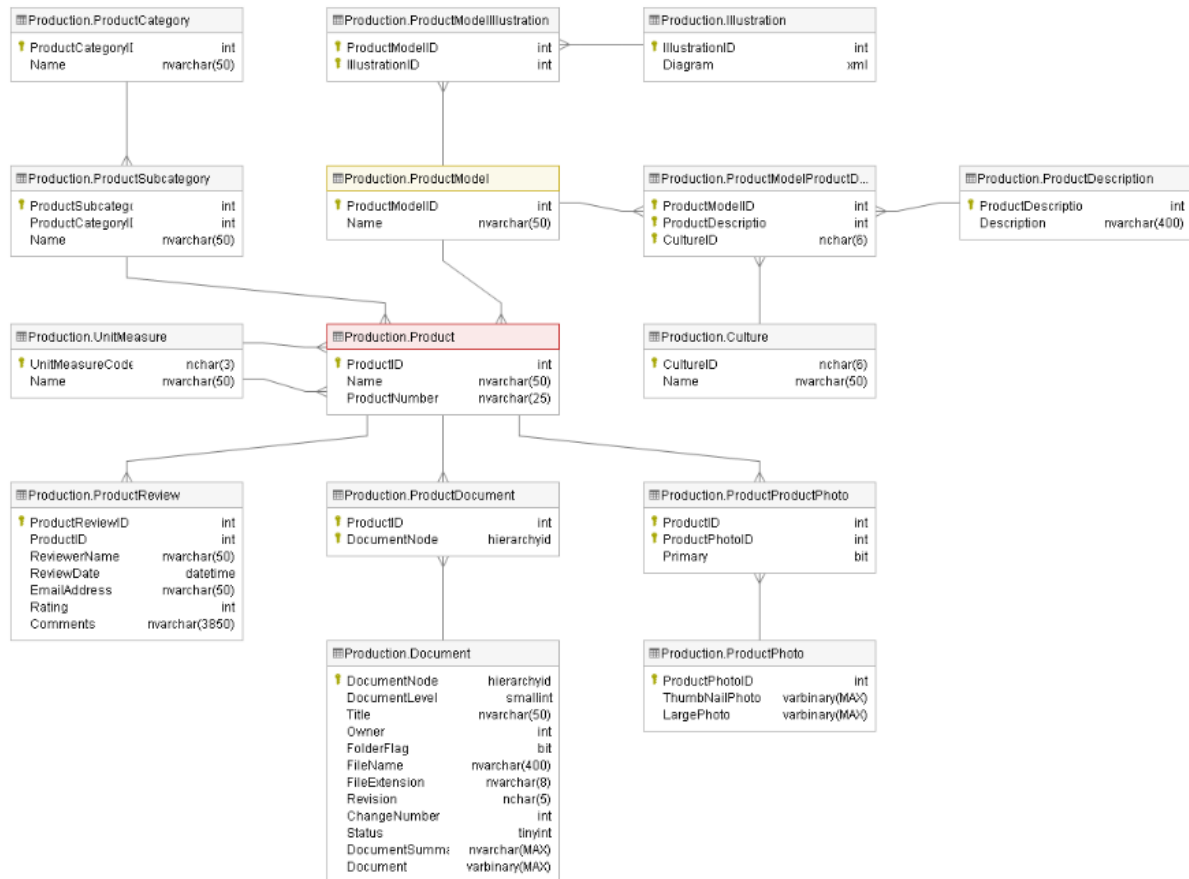 Production.ProductCategory
ProductCategoryI int
Name nvarchar(50)
Production.ProductModelIllustration
ProductModelID int
IllustrationID int
Production.Illustration
IllustrationID int
Diagram xml
Production.ProductSubcategory
ProductSubcateg int
ProductCategoryI int
Name nvarchar(50)
Production.ProductModel
ProductModelID int
Name nvarchar(50)
Production.ProductModelProductD...
ProductModelID int
ProductDescriptio int
CultureID nchar(6)
Production.ProductDescription
ProductDescriptio int
Description nvarchar(400)
Production.UnitMeasure
UnitMeasureCode nchar(3)
Name nvarchar(50)
Production.Product
ProductID int
Name nvarchar(50)
ProductNumber nvarchar(25)
Production.Culture
CultureID nchar(6)
Name nvarchar(50)
Production.ProductReview
ProductReviewID int
ProductID int
ReviewerName nvarchar(50)
ReviewDate datetime
EmailAddress nvarchar(50)
Rating int
Comments nvarchar(3850)
Production.ProductDocument
ProductID int
DocumentNode hierarchyid
Production.ProductProductPhoto
ProductID int
ProductPhotoID int
Primary bit
Production.Document
DocumentNode hierarchyid
DocumentLevel smallint
Title nvarchar(50)
Owner int
FolderFlag bit
FileName nvarchar(400)
FileExtension nvarchar(8)
Revision nchar(5)
ChangeNumber int
Status tinyint
DocumentSumma nvarchar(MAX)
Document varbinary(MAX)
Production.ProductPhoto
ProductPhotoID int
ThumbNailPhoto varbinary(MAX)
LargePhoto varbinary(MAX)